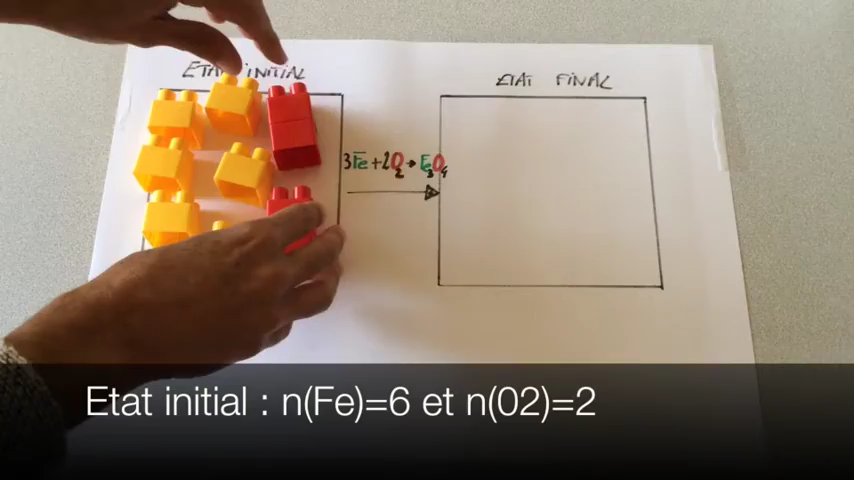 ETAT INITIAL
ETAT FINAL
3Fe+2O2→Fe3O4
Etat initial : n(Fe)=6 et n(02)=2